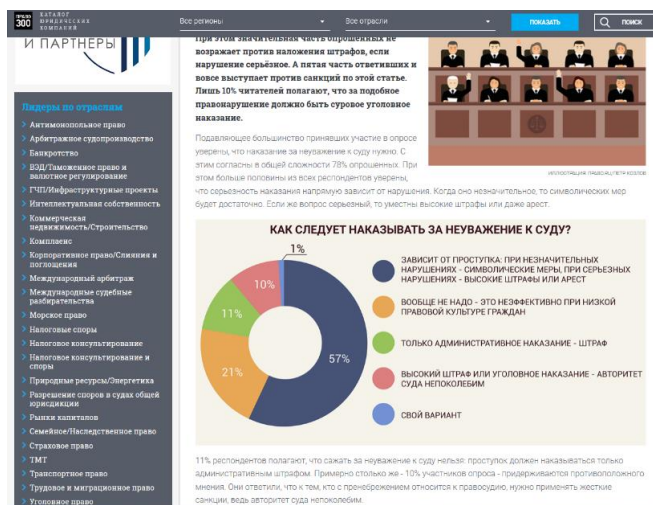 ПРАВО
300
КАТАЛОГ
ЮРИДИЧЕСКИХ
КОМПАНИЙ
Все регионы
Все отрасли
ПОКАЗАТЬ
ПОИСК
И ПАРТНЕРЫ
Лидеры по отраслям
Антимонопольное право
Арбитражное судопроизводство
Банкротство
ВЭД/Таможенное право и
валютное регулирование
ГЧП/Инфраструктурные проекты
Интеллектуальная собственность
Коммерческая
недвижимость/Строительство
Комплаенс
Корпоративное право/Слияния и
поглощения
Международный арбитраж
Международные судебные
разбирательства
Морское право
Налоговые споры
Налоговое консультирование
Налоговое консультирование и
споры
Природные ресурсы/Энергетика
Разрешение споров в судах общей
юрисдикции
Рынки капиталов
Семейное/Наследственное право
Страховое право
ТМТ
Транспортное право
Трудовое и миграционное право
Уголовное право
При этом значительная часть опрошенных не
возражает против наложения штрафов, если
нарушение серьёзное. А пятая часть ответивших и
вовсе выступает против санкций по этой статье.
Лишь 10% читателей полагают, что за подобное
правонарушение должно быть суровое уголовное
наказание.
Подавляющее большинство принявших участие в опросе
уверены, что наказание за неуважение к суду нужно. С
этим согласны в общей сложности 78% опрошенных. При
этом больше половины из всех респондентов уверены,
что серьезность наказания напрямую зависит от нарушения. Когда оно незначительное, то символических мер
будет достаточно. Если же вопрос серьезный, то уместны высокие штрафы или даже арест.
КАК СЛЕДУЕТ НАКАЗЫВАТЬ ЗА НЕУВАЖЕНИЕ К СУДУ?
1%
10%
11%
21%
57%
ЗАВИСИТ ОТ ПРОСТУПКА: ПРИ НЕЗНАЧИТЕЛЬНЫХ
НАРУШЕНИЯХ - СИМВОЛИЧЕСКИЕ МЕРЫ, ПРИ СЕРЬЕЗНЫХ
НАРУШЕНИЯХ - ВЫСОКИЕ ШТРАФЫ ИЛИ АРЕСТ
ВООБЩЕ НЕ НАДО - ЭТО НЕЭФФЕКТИВНО ПРИ НИЗКОЙ
ПРАВОВОЙ КУЛЬТУРЕ ГРАЖДАН
ТОЛЬКО АДМИНИСТРАТИВНОЕ НАКАЗАНИЕ - ШТРАФ
ВЫСОКИЙ ШТРАФ ИЛИ УГОЛОВНОЕ НАКАЗАНИЕ - АВТОРИТЕТ
СУДА НЕПОКОЛЕБИМ
СВОЙ ВАРИАНТ
11% респондентов полагают, что сажать за неуважение к суду нельзя: проступок должен наказываться только
административным штрафом. Примерно столько же - 10% участников опроса - придерживаются противоположного
мнения. Они ответили, что к тем, кто с пренебрежением относится к правосудию, нужно применять жесткие
санкции, ведь авторитет суда непоколебим.